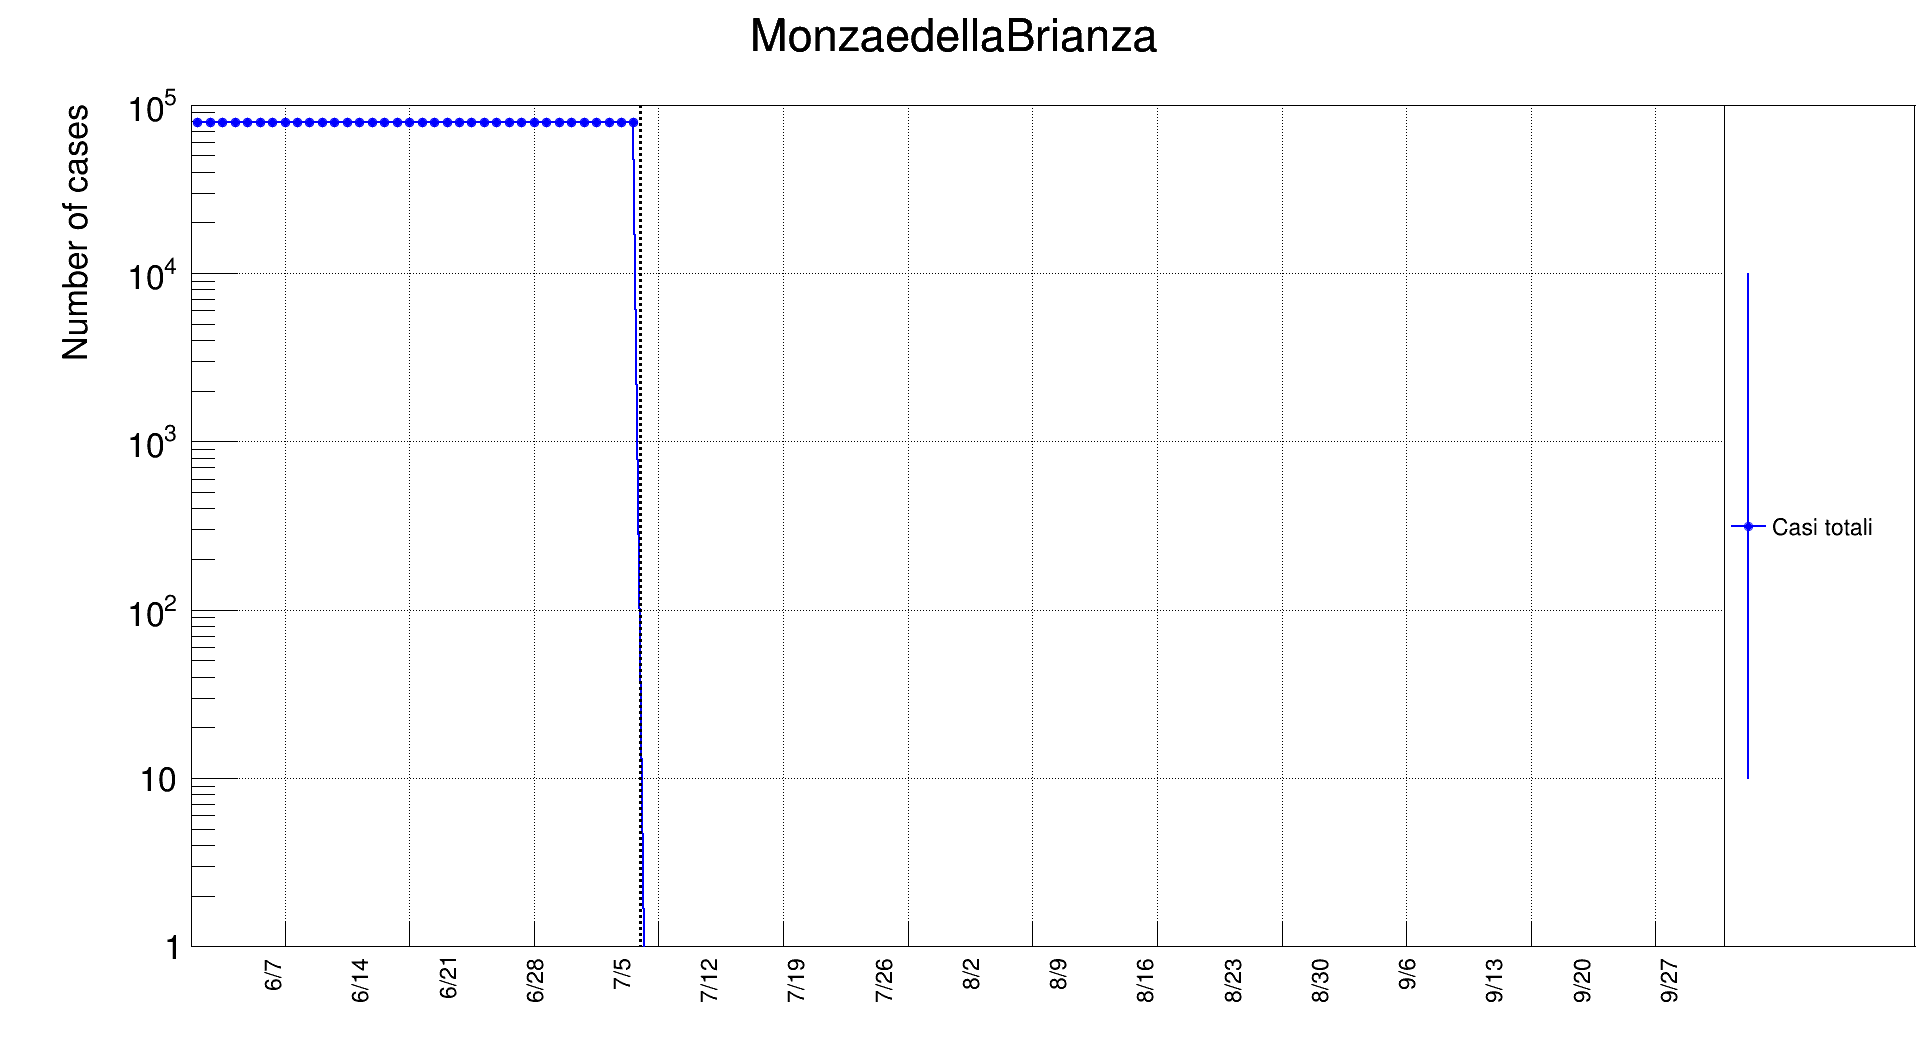 MonzaedellaBrianza
Number of cases
10^5
10^4
10^3
10^2
10
1
6/7 6/14 6/21 6/28 7/5 7/12 7/19 7/26 8/2 8/9 8/16 8/23 8/30 9/6 9/13 9/20 9/27
Casi totali